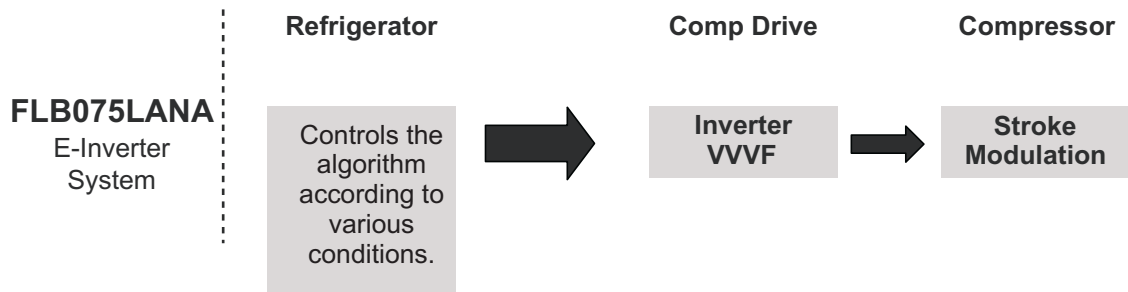 Refrigerator
Comp Drive
Compressor
FLB075LANA
E-Inverter
System
Controls the
algorithm
according to
various
conditions.
Inverter
VVVF
Stroke
Modulation